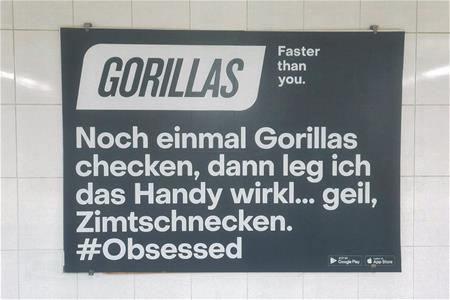 GORILLAS
Faster
than
you.
Noch einmal Gorillas
checken, dann leg ich
das Handy wirkl... geil,
Zimtschnecken.
#Obsessed
Google Play
App Store